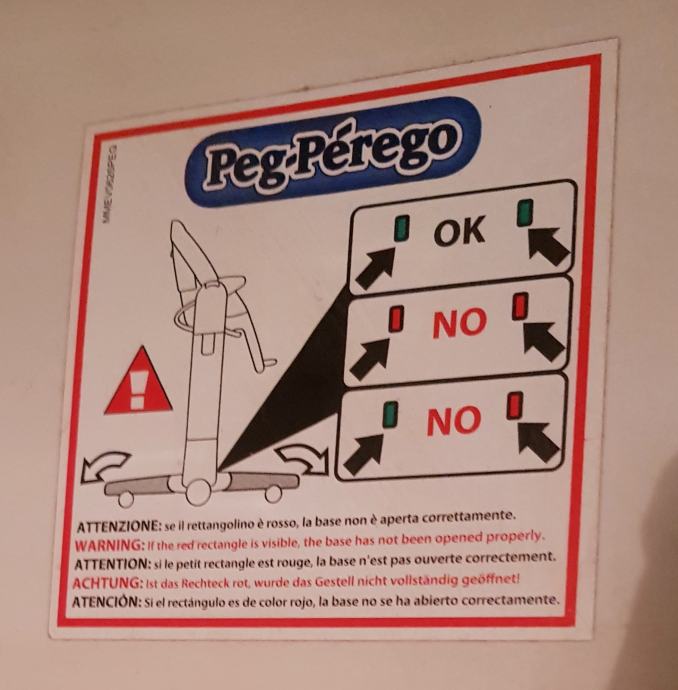 Peg-Pérego
OK
NO
NO
ATTENZIONE: se il rettangolino è rosso, la base non è aperta correttamente.
WARNING: If the red rectangle is visible, the base has not been opened properly.
ATTENTION: si le petit rectangle est rouge, la base n'est pas ouverte correctement.
ACHTUNG: Ist das Rechteck rot, wurde das Gestell nicht vollständig geöffnet!
ATENCIÓN: Si el rectángulo es de color rojo, la base no se ha abierto correctamente.